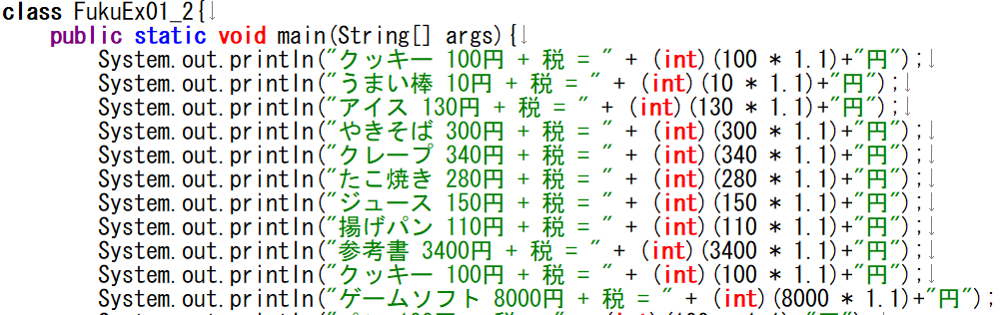 class FukuEx01_2{↓
public static void main(String[] args){↓
System.out.println("クッキー 100円 + 税 = " + (int)(100 * 1.1)+"円");↓
System.out.println("うまい棒 10円 + 税 = " + (int)(10 * 1.1)+"円");↓
System.out.println("アイス 130円 + 税 = " + (int)(130 * 1.1)+"円");↓
System.out.println("やきそば 300円 + 税 = " + (int)(300 * 1.1)+"円");↓
System.out.println("クレープ 340円 + 税 = " + (int)(340 * 1.1)+"円");↓
System.out.println("たこ焼き 280円 + 税 = " + (int)(280 * 1.1)+"円");↓
System.out.println("ジュース 150円 + 税 = " + (int)(150 * 1.1)+"円");↓
System.out.println("揚げパン 110円 + 税 = " + (int)(110 * 1.1)+"円");↓
System.out.println("参考書 3400円 + 税 = " + (int)(3400 * 1.1)+"円");↓
System.out.println("クッキー 100円 + 税 = " + (int)(100 * 1.1)+"円");↓
System.out.println("ゲームソフト 8000円 + 税 = " + (int)(8000 * 1.1)+"円");